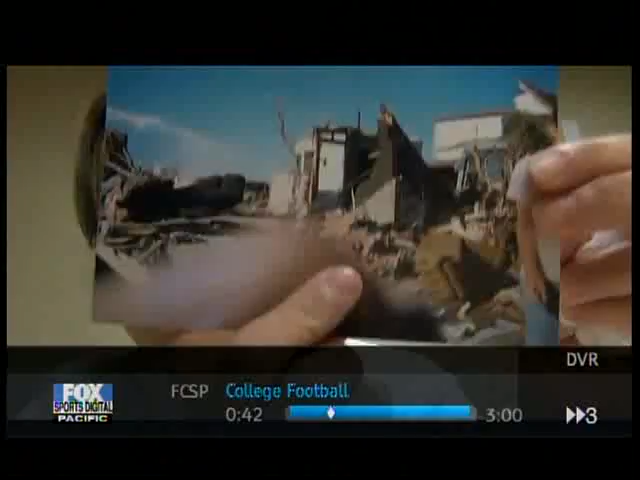 DVR
FOX
SPORTS DIGITAL
PACIFIC
FCSP College Football
0:42 3:00
3